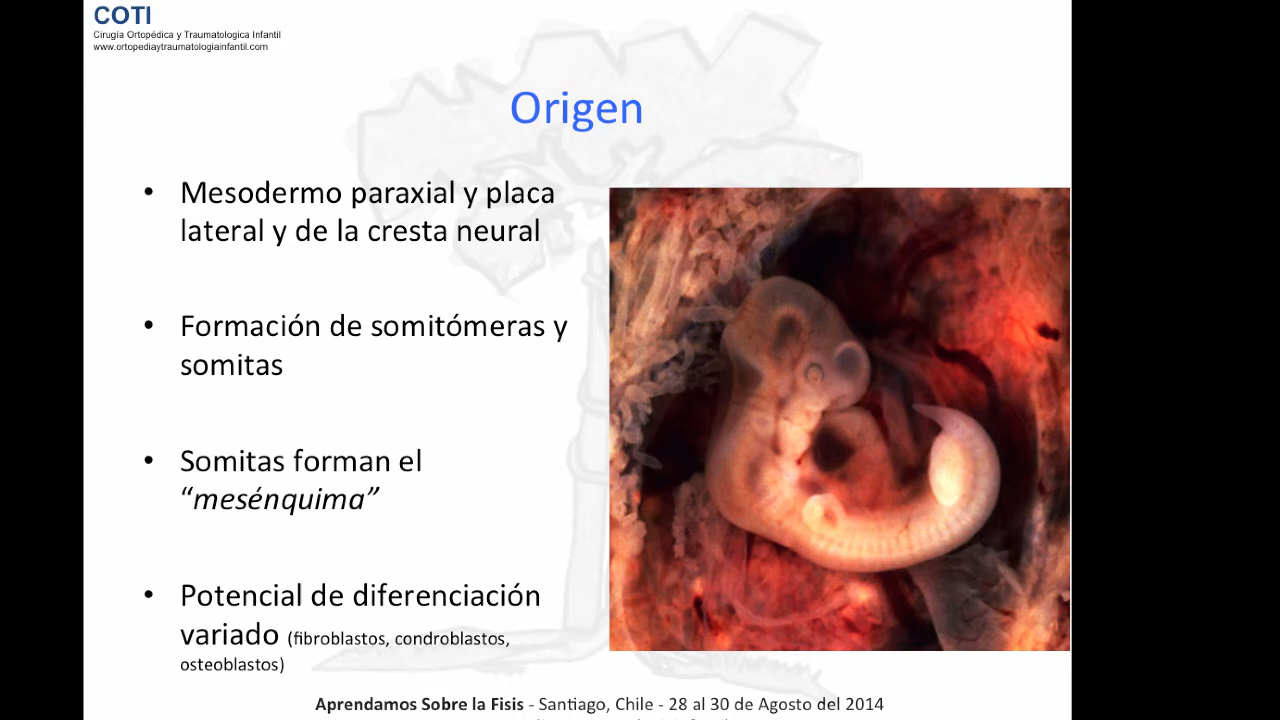 COTI
Cirugía Ortopédica y Traumatologica Infantil
www.ortopediaytraumatologiainfantil.com
Origen
• Mesodermo paraxial y placa
lateral y de la cresta neural
• Formación de somitómeras y
somitas
• Somitas forman el
“mesénquima”
• Potencial de diferenciación
variado (fibroblastos, condroblastos,
osteoblastos)
Aprendamos Sobre la Fisis - Santiago, Chile - 28 al 30 de Agosto del 2014